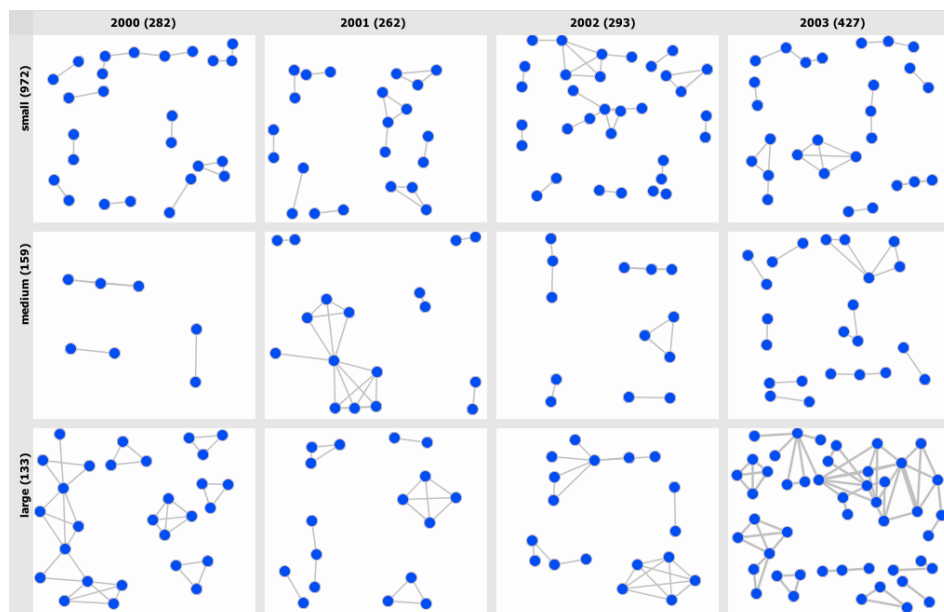 2000 (282)
2001 (262)
2002 (293)
2003 (427)
small (972)
medium (159)
large (133)